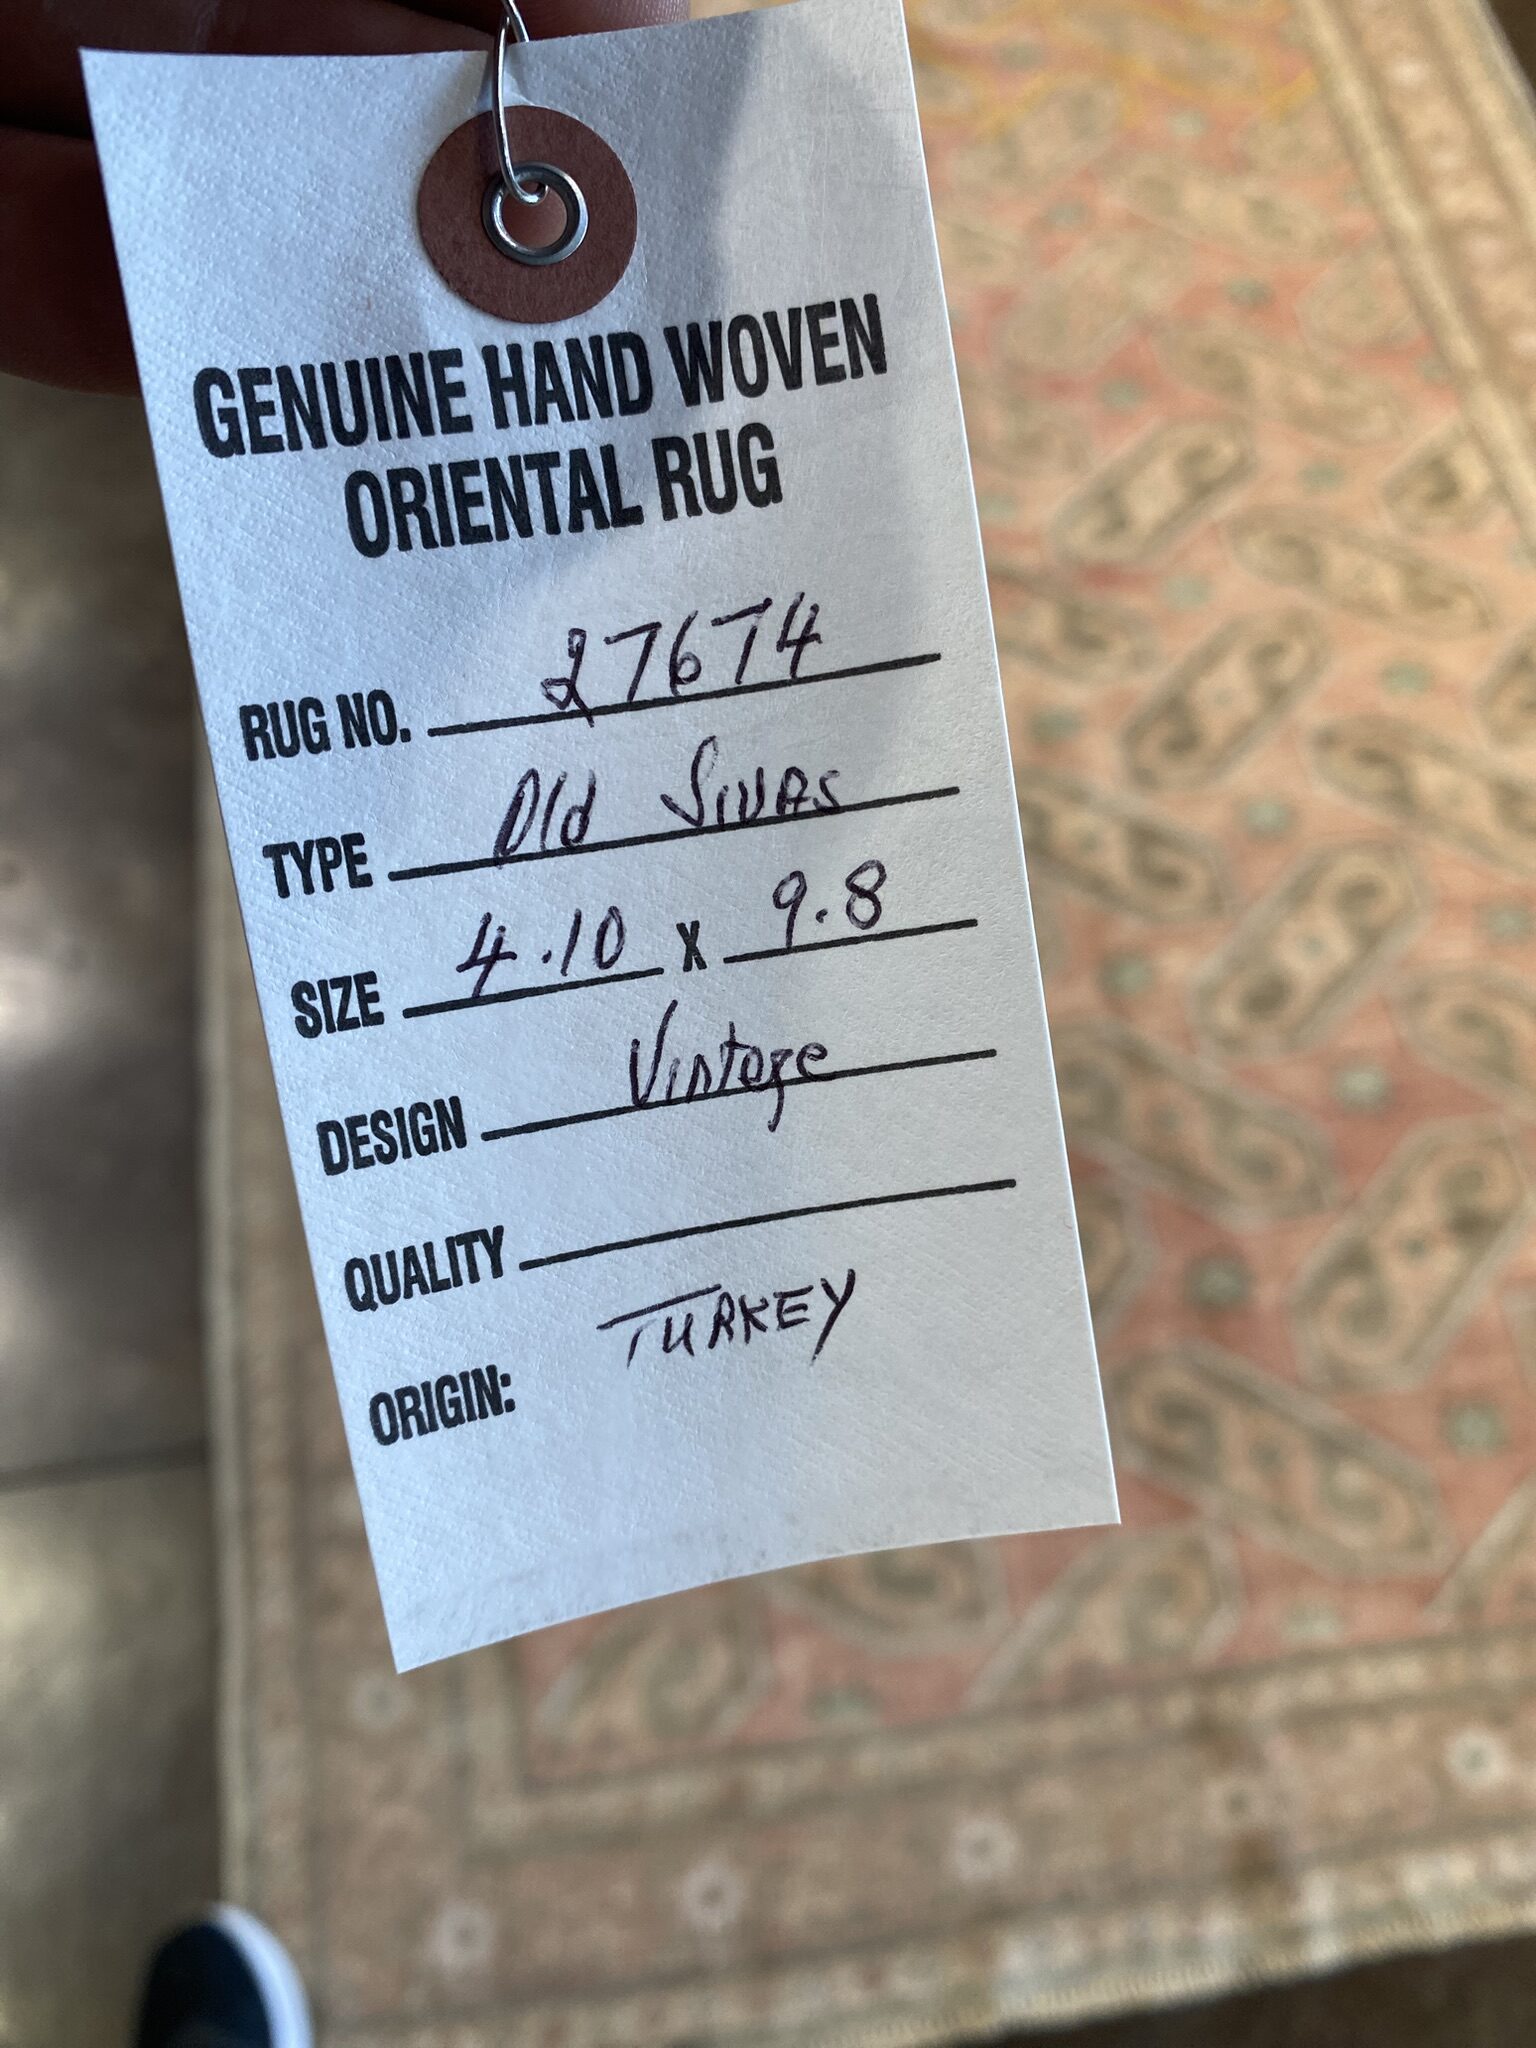 GENUINE HAND WOVEN
ORIENTAL RUG
RUG NO. 27674
TYPE Old Sivas
SIZE 4.10 X 9.8
DESIGN Vintage
QUALITY
ORIGIN: TURKEY